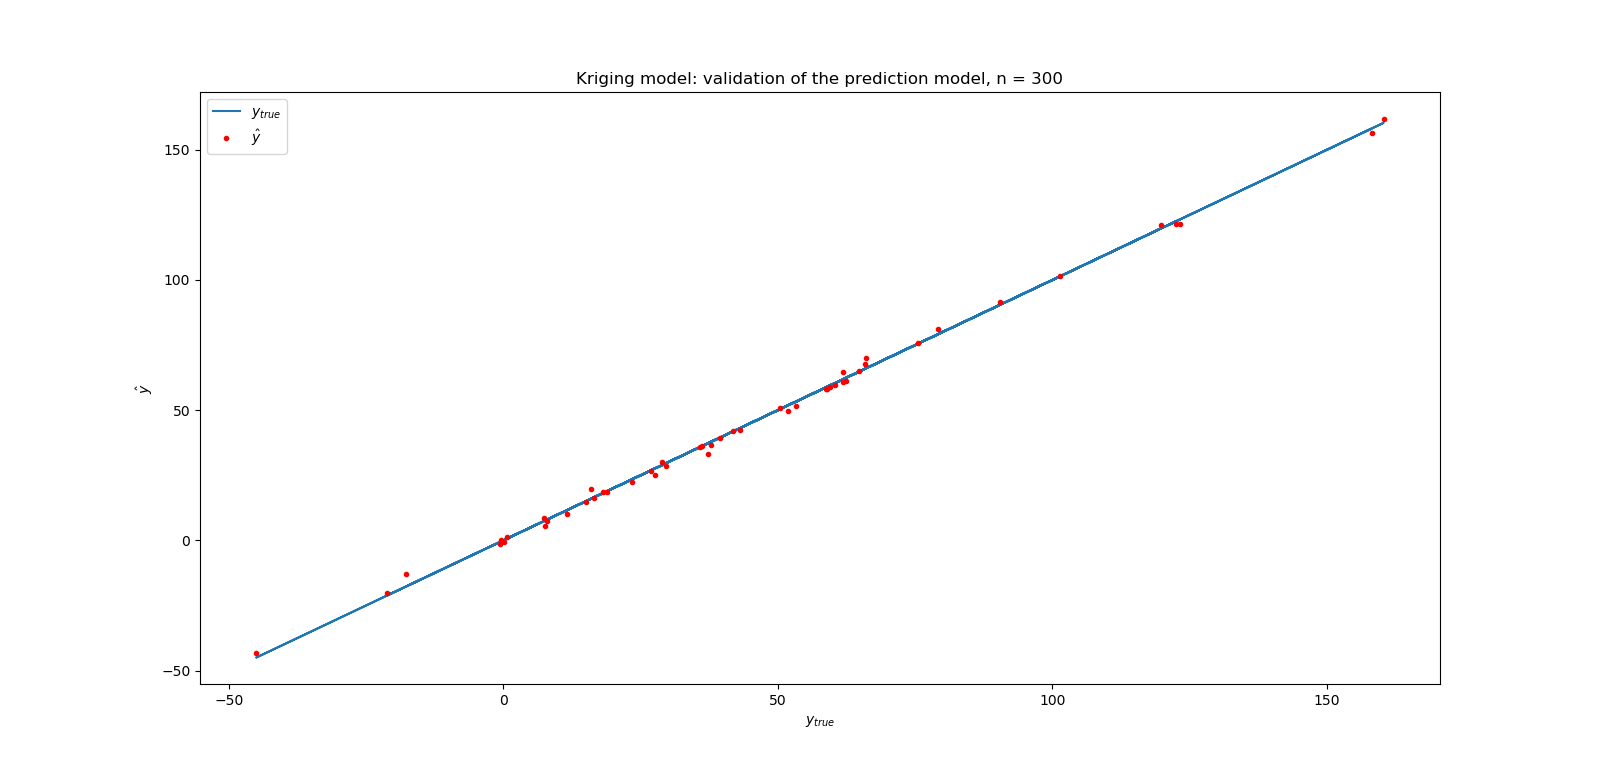 Kriging model: validation of the prediction model, n = 300
y_true
ŷ
150
100
50
0
−50
ŷ
−50
0
50
100
150
y_true